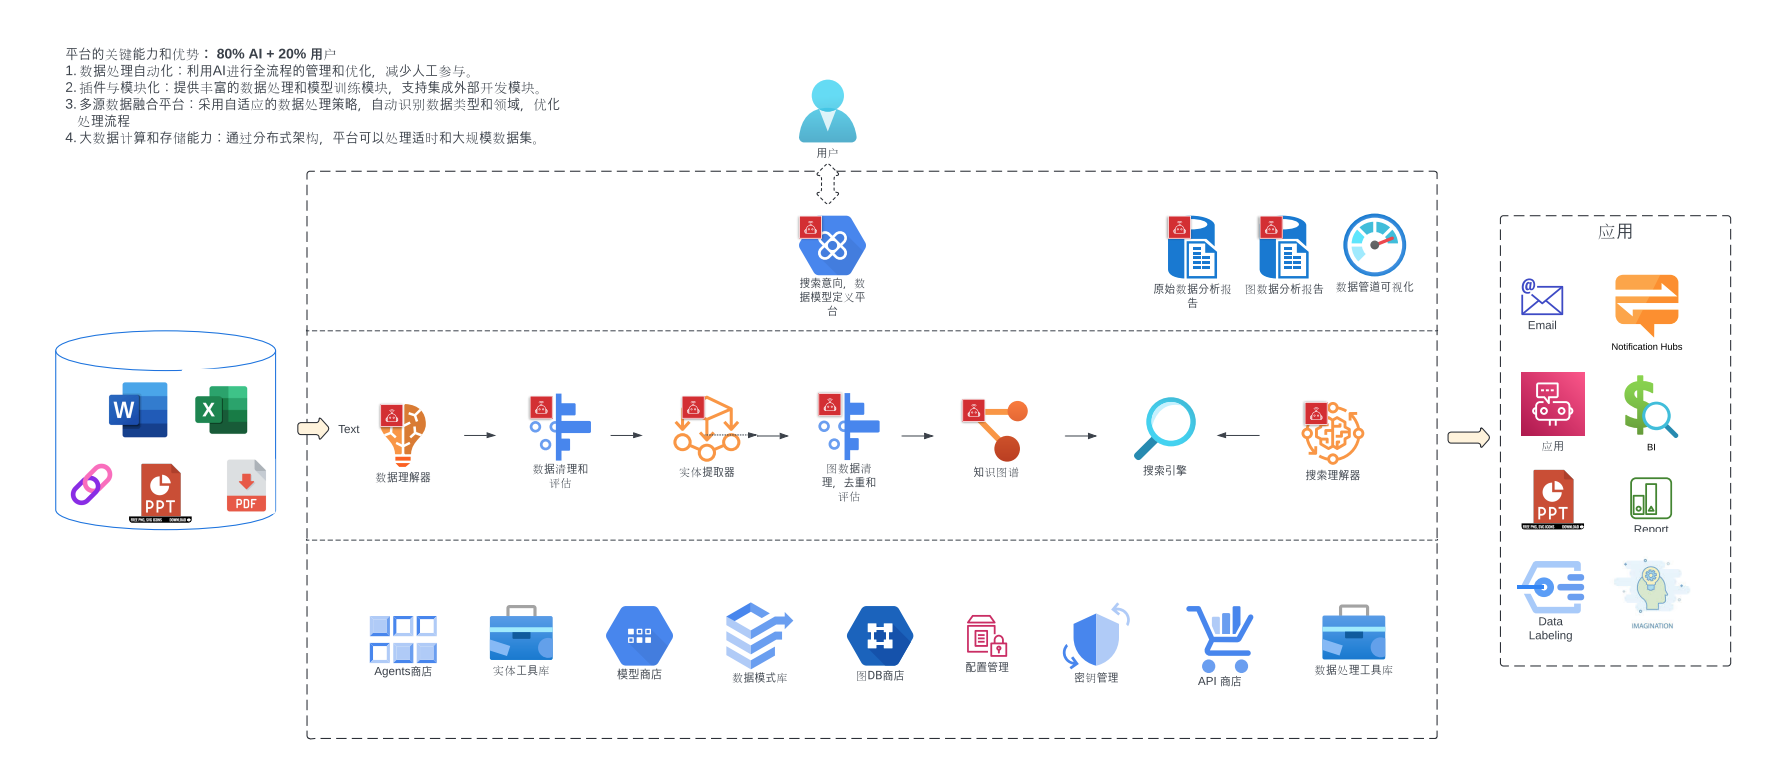 平台的关键能力和优势： 80% AI + 20% 用户
1. 数据处理自动化：利用AI进行全流程的管理和优化，减少人工参与。
2. 插件与模块化：提供丰富的数据处理和模型训练模块，支持集成外部开发模块。
3. 多源数据融合平台：采用自适应的数据处理策略，自动识别数据类型和领域，优化
处理流程
4. 大数据计算和存储能力：通过分布式架构，平台可以处理适时和大规模数据集。
用户
搜索意向，数
据模型定义平
台
原始数据分析报
告
图数据分析报告
数据管道可视化
W
X
PPT
FREE PNG, SVG ICONS DOWNLOAD
PDF
Text
数据理解器
数据清理和
评估
实体提取器
图数据清
理，去重和
评估
知识图谱
搜索引擎
搜索理解器
Agents商店
实体工具库
模型商店
数据模式库
图DB商店
配置管理
密钥管理
API 商店
数据处理工具库
应用
@
Email
Notification Hubs
应用
$
BI
PPT
FREE PNG, SVG ICONS DOWNLOAD
Report
Data
Labeling
IMAGINATION